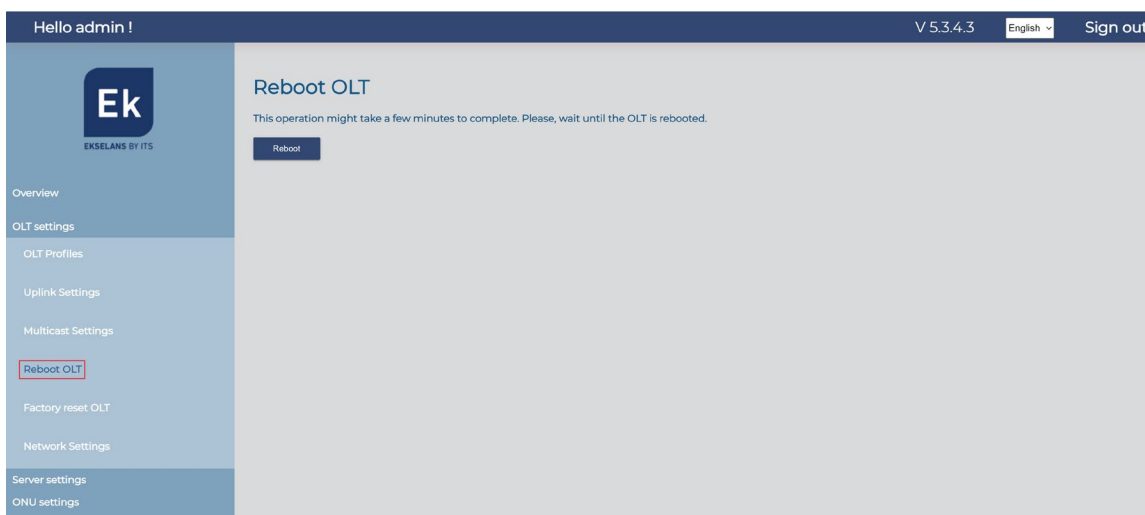 Hello admin !
V 5.3.4.3
English
Sign out
Ek
EKSELANS BY ITS
Reboot OLT
This operation might take a few minutes to complete. Please, wait until the OLT is rebooted.
Reboot
Overview
OLT settings
OLT Profiles
Uplink Settings
Multicast Settings
Reboot OLT
Factory reset OLT
Network Settings
Server settings
ONU settings